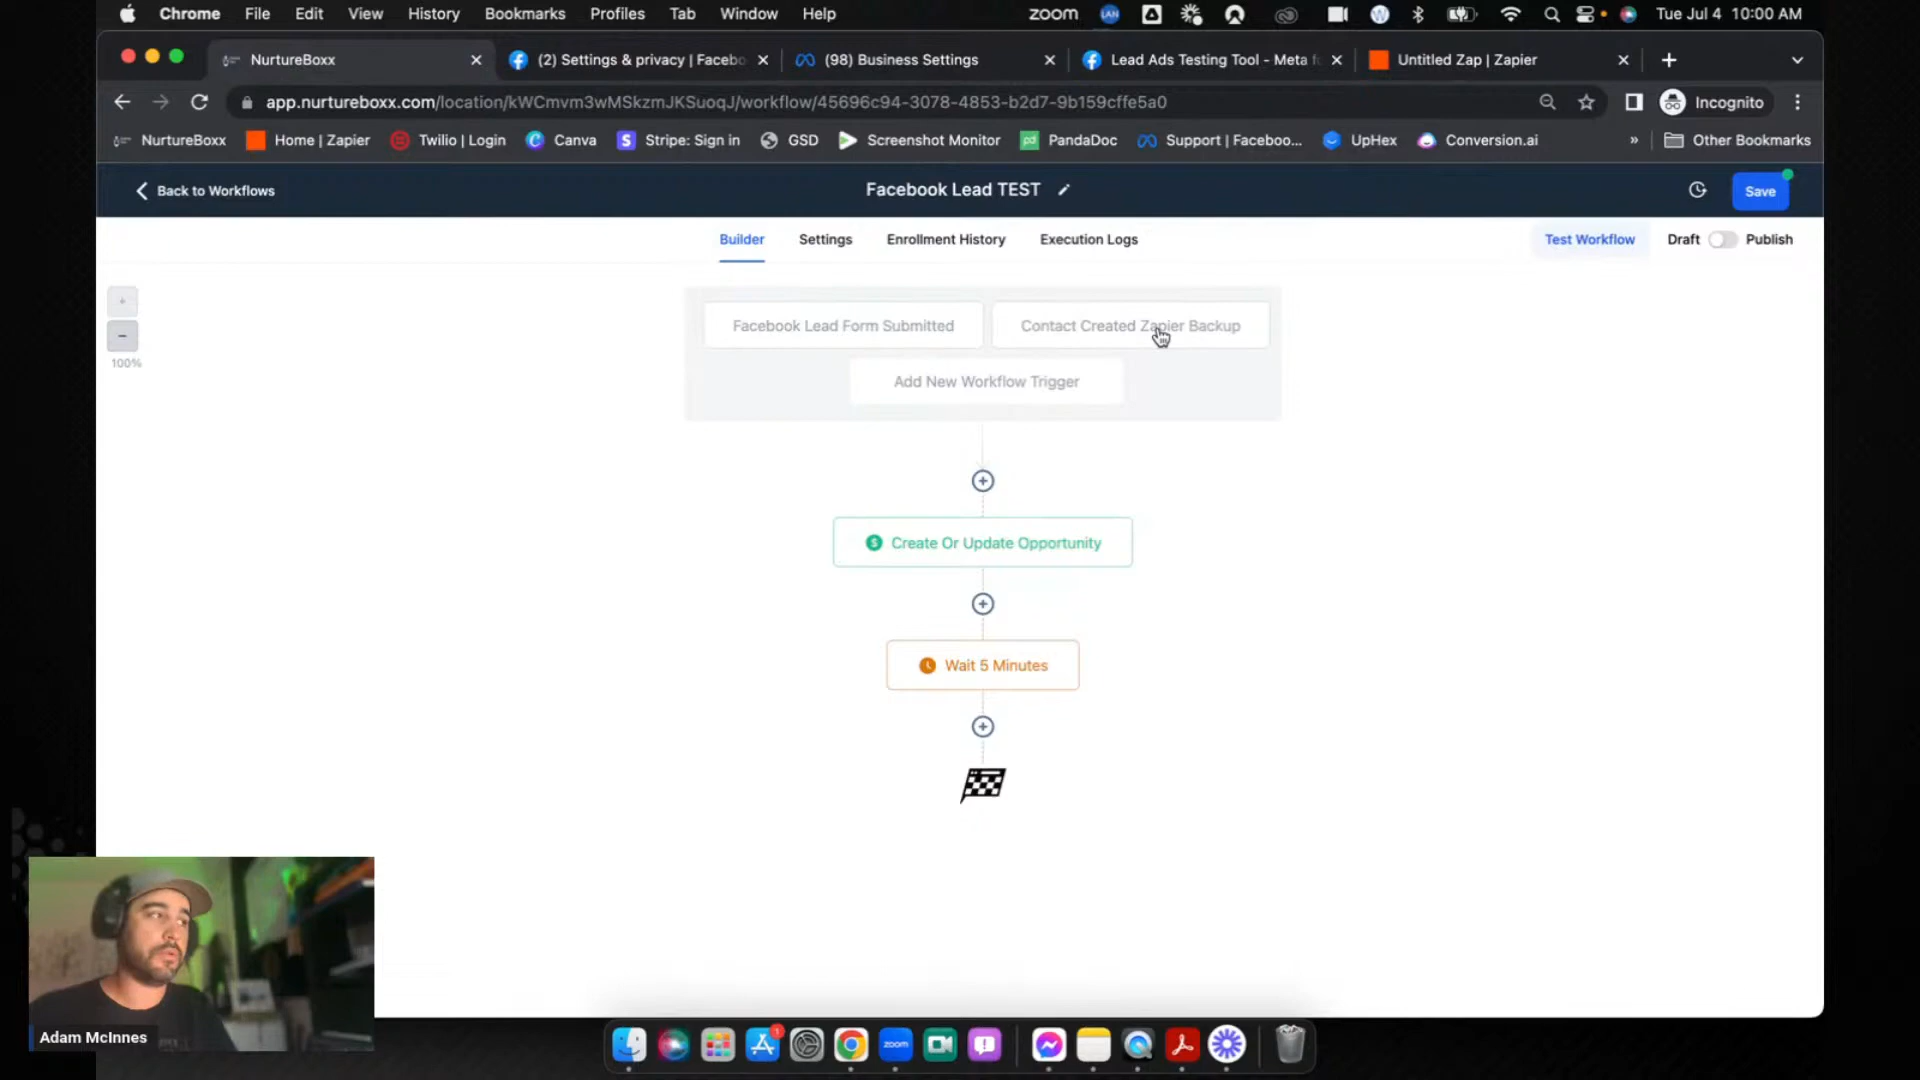 Chrome File Edit View History Bookmarks Profiles Tab Window Help zoom LAN Tue Jul 4 10:00 AM
NurtureBoxx (2) Settings & privacy | Facebo (98) Business Settings Lead Ads Testing Tool - Meta f Untitled Zap | Zapier
app.nurtureboxx.com/location/kWCmvm3wMSkzmJKSuoqJ/workflow/45696c94-3078-4853-b2d7-9b159cffe5a0 Incognito
NurtureBoxx Home | Zapier Twilio | Login Canva Stripe: Sign in GSD Screenshot Monitor pd PandaDoc Support | Faceboo... UpHex Conversion.ai » Other Bookmarks
Back to Workflows Facebook Lead TEST Save
Builder Settings Enrollment History Execution Logs Test Workflow Draft Publish
Facebook Lead Form Submitted Contact Created Zapier Backup
100%
Add New Workflow Trigger
Create Or Update Opportunity
Wait 5 Minutes
Adam McInnes
zoom
1